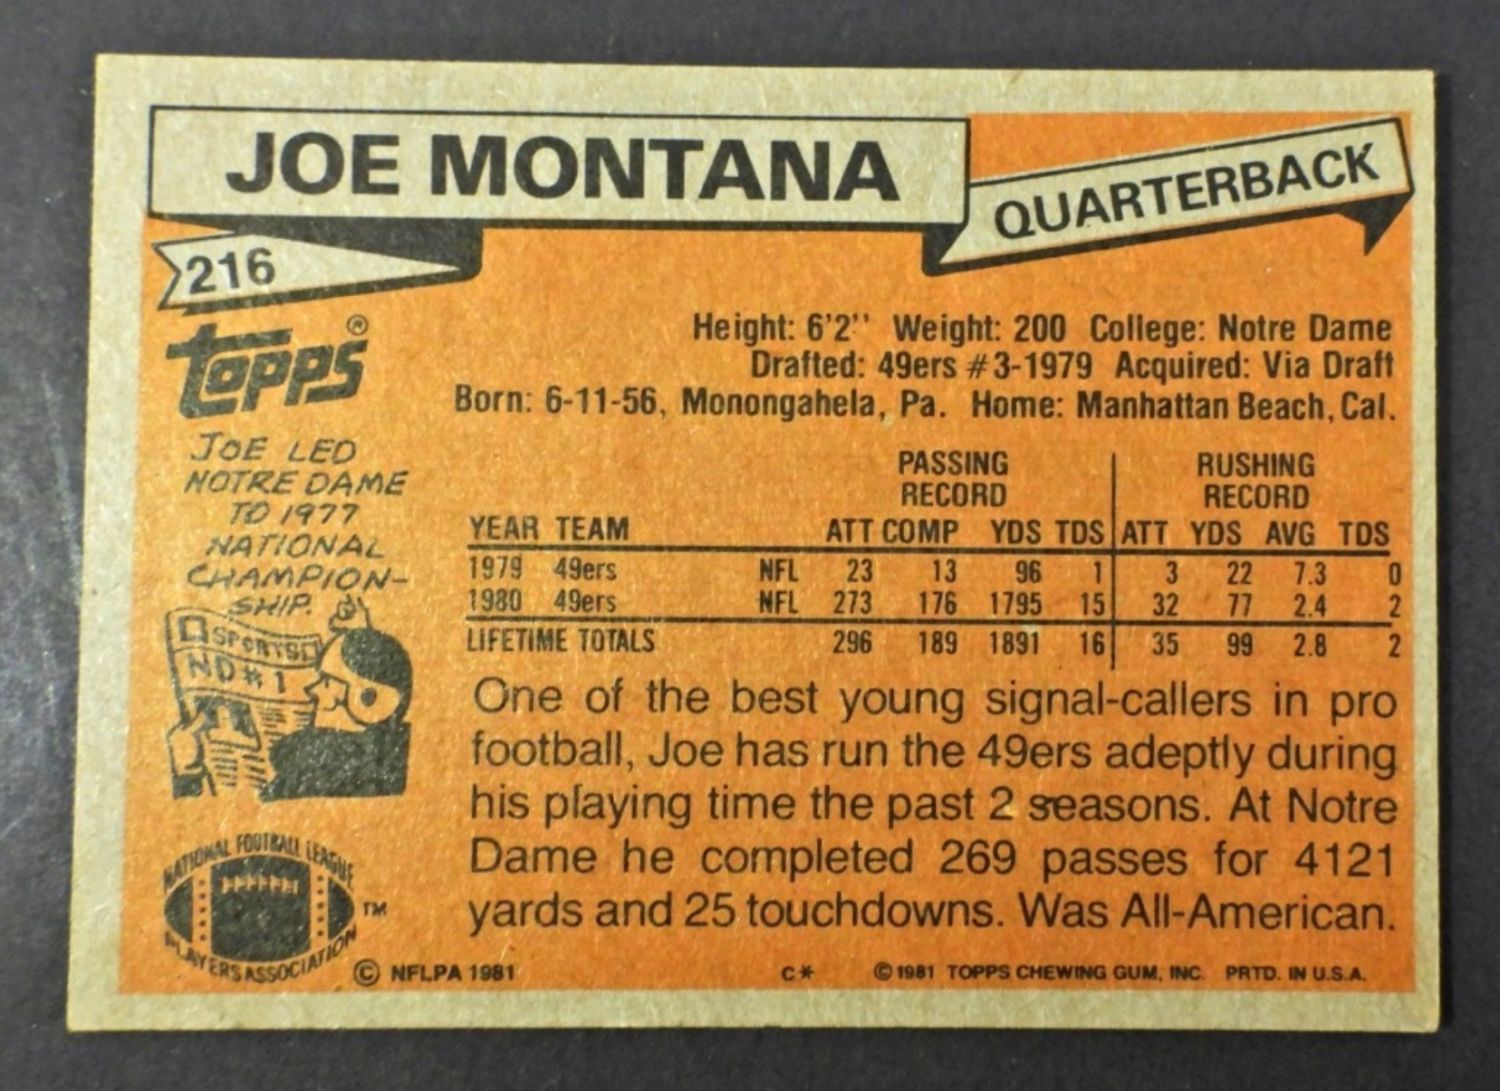 JOE MONTANA
QUARTERBACK
216
Topps®
Height: 6'2'' Weight: 200 College: Notre Dame
Drafted: 49ers #3-1979 Acquired: Via Draft
Born: 6-11-56, Monongahela, Pa. Home: Manhattan Beach, Cal.
JOE LED
NOTRE DAME
TO 1977
NATIONAL
CHAMPION-
SHIP.
SPORTS
ND #1
PASSING RUSHING
RECORD RECORD
YEAR TEAM ATT COMP YDS TDS ATT YDS AVG TDS
1979 49ers NFL 23 13 96 1 3 22 7.3 0
1980 49ers NFL 273 176 1795 15 32 77 2.4 2
LIFETIME TOTALS 296 189 1891 16 35 99 2.8 2
One of the best young signal-callers in pro
football, Joe has run the 49ers adeptly during
his playing time the past 2 seasons. At Notre
Dame he completed 269 passes for 4121
yards and 25 touchdowns. Was All-American.
NATIONAL FOOTBALL LEAGUE
PLAYERS ASSOCIATION
TM
© NFLPA 1981 C* © 1981 TOPPS CHEWING GUM, INC. PRTD. IN U.S.A.